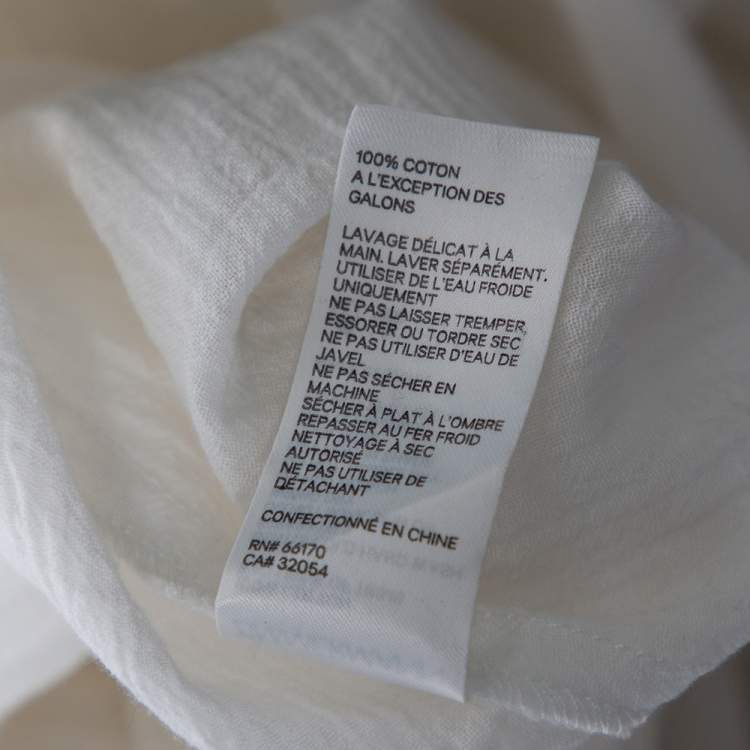 100% COTON
A L'EXCEPTION DES
GALONS
LAVAGE DÉLICAT À LA
MAIN. LAVER SÉPARÉMENT.
UTILISER DE L'EAU FROIDE
UNIQUEMENT
NE PAS LAISSER TREMPER,
ESSORER OU TORDRE SEC
NE PAS UTILISER D'EAU DE
JAVEL
NE PAS SÉCHER EN
MACHINE
SÉCHER À PLAT À L'OMBRE
REPASSER AU FER FROID
NETTOYAGE À SEC
AUTORISÉ
NE PAS UTILISER DE
DÉTACHANT
CONFECTIONNÉ EN CHINE
RN# 66170
CA# 32054